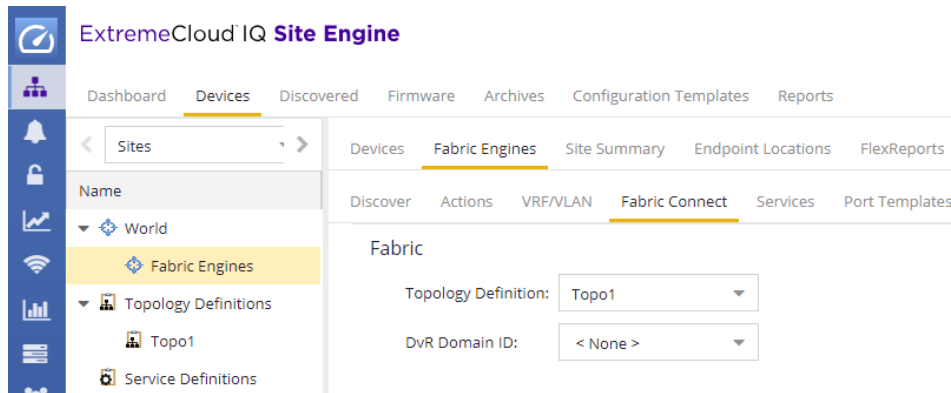 ExtremeCloud IQ Site Engine
Dashboard Devices Discovered Firmware Archives Configuration Templates Reports
Sites
Devices Fabric Engines Site Summary Endpoint Locations FlexReports
Name
Discover Actions VRF/VLAN Fabric Connect Services Port Templates
World
Fabric
Fabric Engines
Topology Definition: Topo1
Topology Definitions
Topo1
DvR Domain ID: < None >
Service Definitions